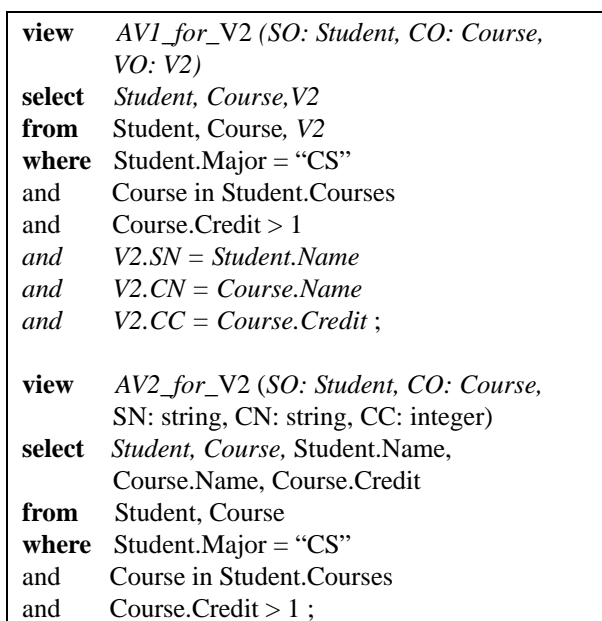 view AV1_for_V2 (SO: Student, CO: Course,
VO: V2)
select Student, Course,V2
from Student, Course, V2
where Student.Major = “CS”
and Course in Student.Courses
and Course.Credit > 1
and V2.SN = Student.Name
and V2.CN = Course.Name
and V2.CC = Course.Credit ;
view AV2_for_V2 (SO: Student, CO: Course,
SN: string, CN: string, CC: integer)
select Student, Course, Student.Name,
Course.Name, Course.Credit
from Student, Course
where Student.Major = “CS”
and Course in Student.Courses
and Course.Credit > 1 ;